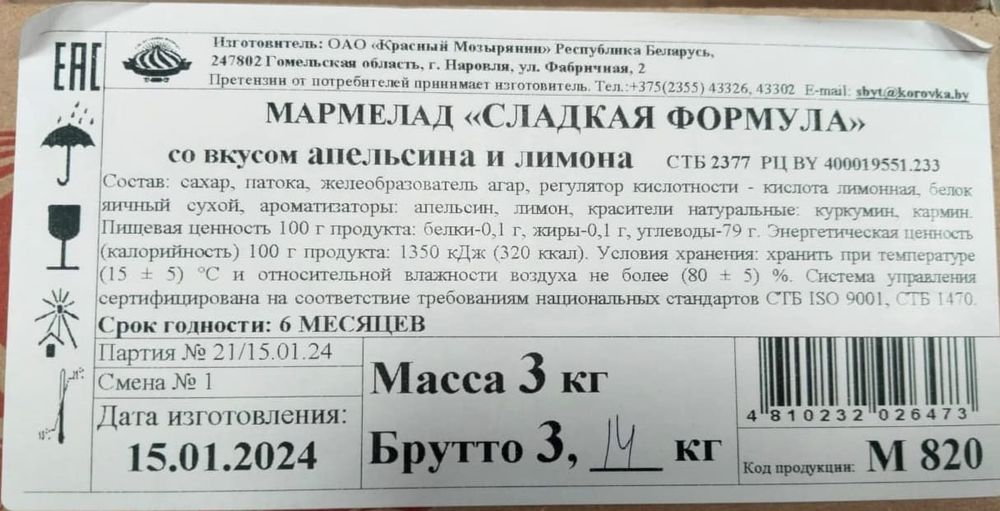 EAC
Изготовитель: ОАО «Красный Мозырянин» Республика Беларусь,
247802 Гомельская область, г. Наровля, ул. Фабричная, 2
Претензии от потребителей принимает изготовитель. Тел.:+375(2355) 43326, 43302 E-mail: sbyt@korovka.by
МАРМЕЛАД «СЛАДКАЯ ФОРМУЛА»
со вкусом апельсина и лимона СТБ 2377 РЦ BY 400019551.233
Состав: сахар, патока, желеобразователь агар, регулятор кислотности - кислота лимонная, белок
яичный сухой, ароматизаторы: апельсин, лимон, красители натуральные: куркумин, кармин.
Пищевая ценность 100 г продукта: белки-0,1 г, жиры-0,1 г, углеводы-79 г. Энергетическая ценность
(калорийность) 100 г продукта: 1350 кДж (320 ккал). Условия хранения: хранить при температуре
(15 ± 5) °С и относительной влажности воздуха не более (80 ± 5) %. Система управления
сертифицирована на соответствие требованиям национальных стандартов СТБ ISO 9001, СТБ 1470.
Срок годности: 6 МЕСЯЦЕВ
Партия № 21/15.01.24
Смена № 1
Дата изготовления:
15.01.2024
Масса 3 кг
Брутто 3, 14 кг
4 810232 026473
Код продукции: М 820